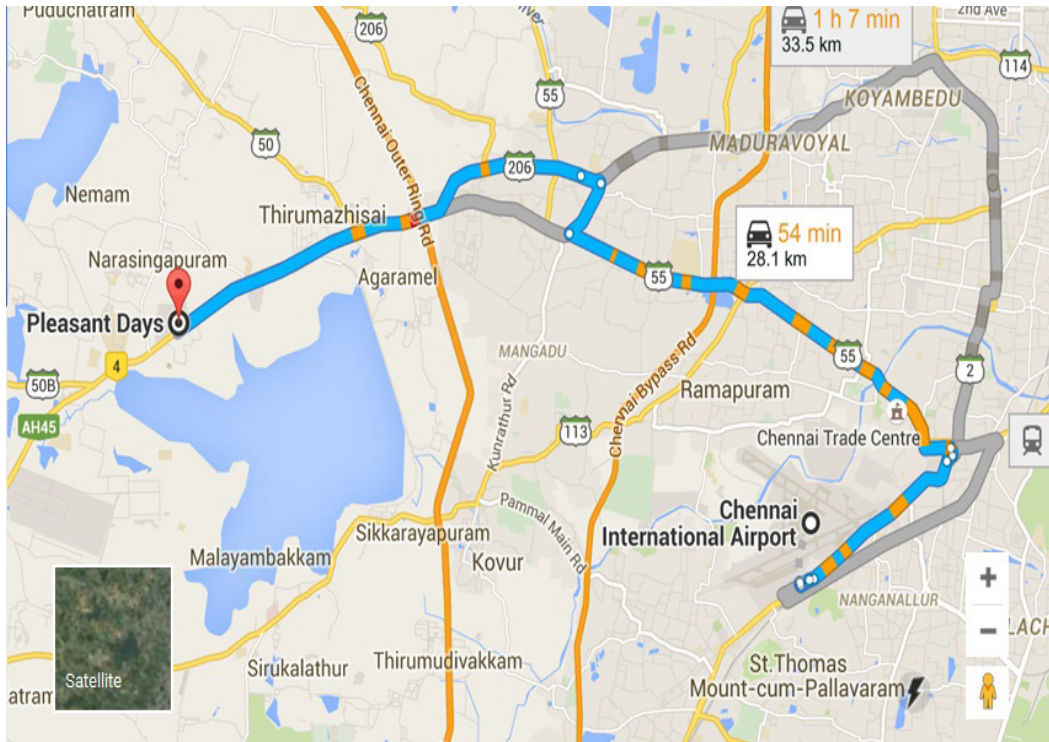 Puduchatram
206
River
1 h 7 min
33.5 km
2nd Ave
114
55
KOYAMBEDU
50
Chennai Outer Ring Rd
MADURAVOYAL
206
Nemam
Thirumazhisai
54 min
28.1 km
Narasingapuram
Agaramel
55
Pleasant Days
4
MANGADU
55
50B
2
AH45
Kunrathur Rd
Chennai Bypass Rd
Ramapuram
113
Chennai Trade Centre
Chennai
International Airport
Pammal Main Rd
Sikkarayapuram
Malayambakkam
Kovur
+
NANGANALLUR
−
LACH
Sirukalathur
Thirumudivakkam
St.Thomas
Mount-cum-Pallavaram
Satellite
atram